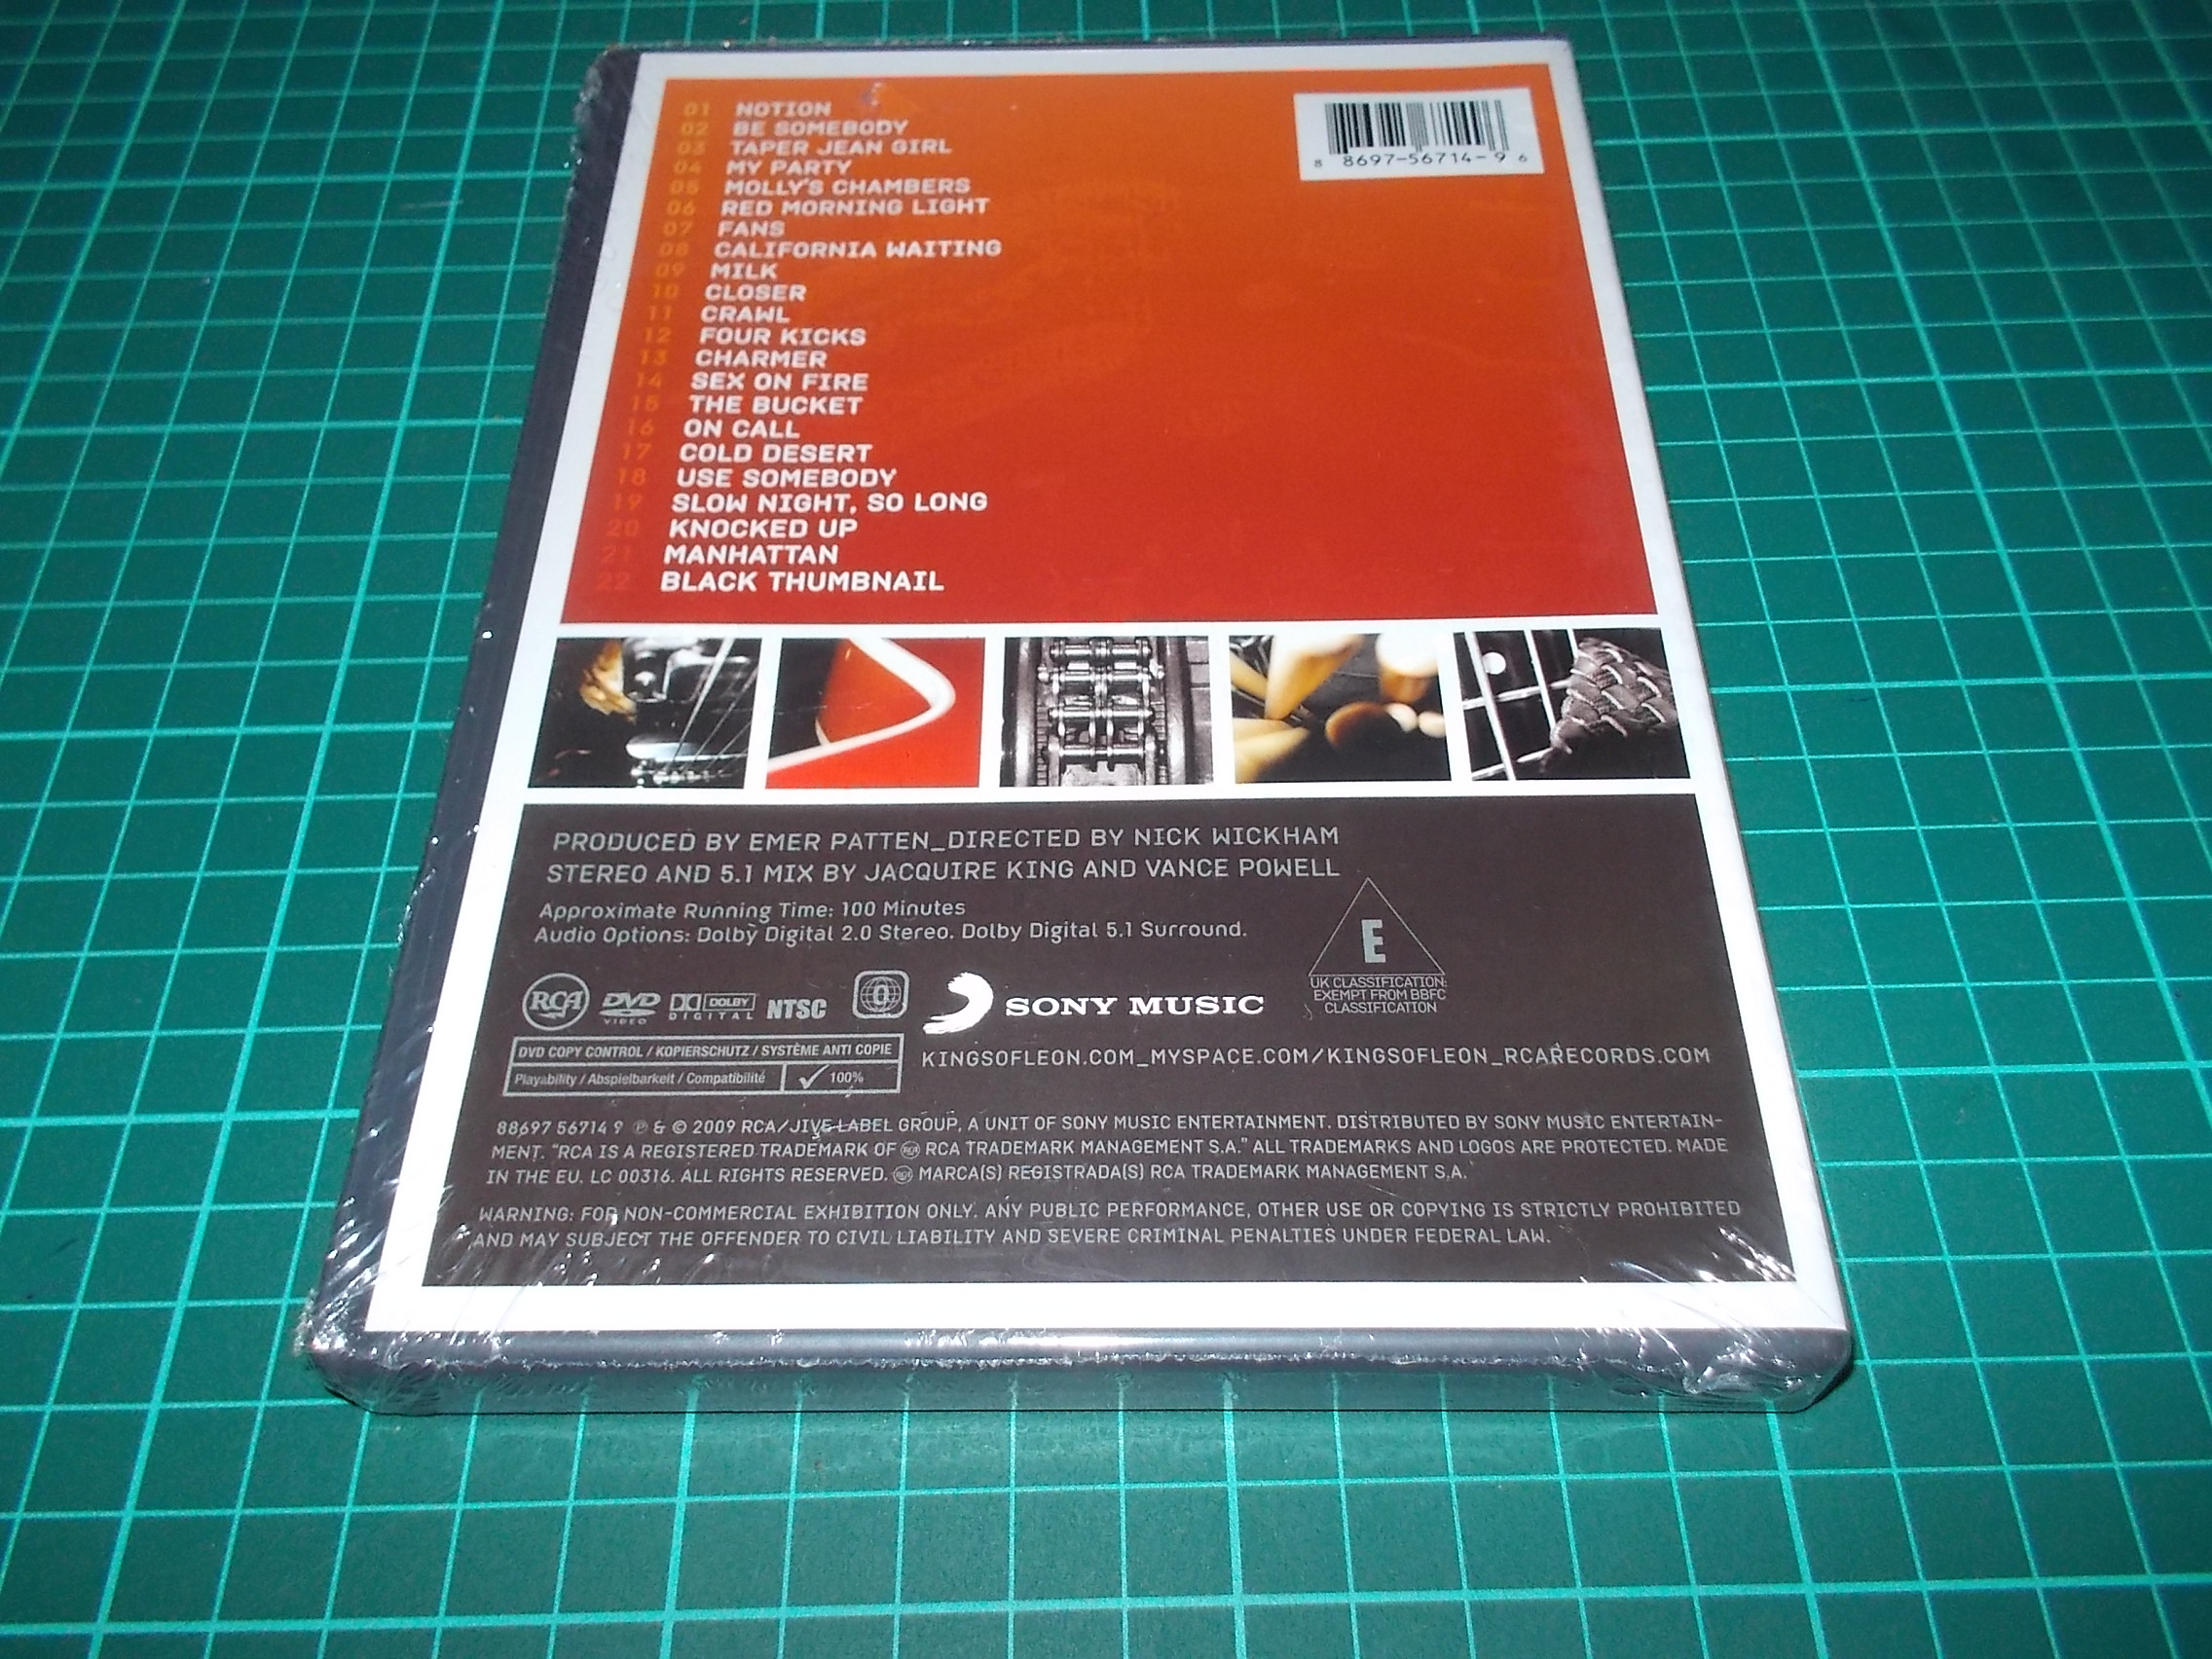 01 NOTION
02 BE SOMEBODY
03 TAPER JEAN GIRL
04 MY PARTY
05 MOLLY'S CHAMBERS
06 RED MORNING LIGHT
07 FANS
08 CALIFORNIA WAITING
09 MILK
10 CLOSER
11 CRAWL
12 FOUR KICKS
13 CHARMER
14 SEX ON FIRE
15 THE BUCKET
16 ON CALL
17 COLD DESERT
18 USE SOMEBODY
19 SLOW NIGHT, SO LONG
20 KNOCKED UP
21 MANHATTAN
22 BLACK THUMBNAIL
8 8697-56714-9 6
PRODUCED BY EMER PATTEN_DIRECTED BY NICK WICKHAM
STEREO AND 5.1 MIX BY JACQUIRE KING AND VANCE POWELL
Approximate Running Time: 100 Minutes
Audio Options: Dolby Digital 2.0 Stereo. Dolby Digital 5.1 Surround.
E
UK CLASSIFICATION:
EXEMPT FROM BBFC
CLASSIFICATION
RCA DVD VIDEO DOLBY DIGITAL NTSC 0 SONY MUSIC
DVD COPY CONTROL / KOPIERSCHUTZ / SYSTÈME ANTI COPIE
Playability / Abspielbarkeit / Compatibilité 100%
KINGSOFLEON.COM_MYSPACE.COM/KINGSOFLEON_RCARECORDS.COM
88697 56714 9 ℗ & © 2009 RCA/JIVE LABEL GROUP, A UNIT OF SONY MUSIC ENTERTAINMENT. DISTRIBUTED BY SONY MUSIC ENTERTAIN-
MENT. "RCA IS A REGISTERED TRADEMARK OF RCA RCA TRADEMARK MANAGEMENT S.A." ALL TRADEMARKS AND LOGOS ARE PROTECTED. MADE
IN THE EU. LC 00316. ALL RIGHTS RESERVED. RCA MARCA(S) REGISTRADA(S) RCA TRADEMARK MANAGEMENT S.A.
WARNING: FOR NON-COMMERCIAL EXHIBITION ONLY. ANY PUBLIC PERFORMANCE, OTHER USE OR COPYING IS STRICTLY PROHIBITED
AND MAY SUBJECT THE OFFENDER TO CIVIL LIABILITY AND SEVERE CRIMINAL PENALTIES UNDER FEDERAL LAW.